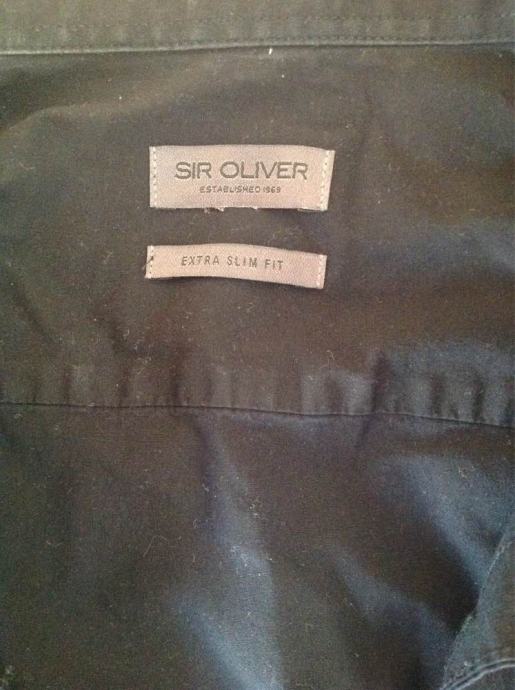 SIR OLIVER
ESTABLISHED 1969
EXTRA SLIM FIT